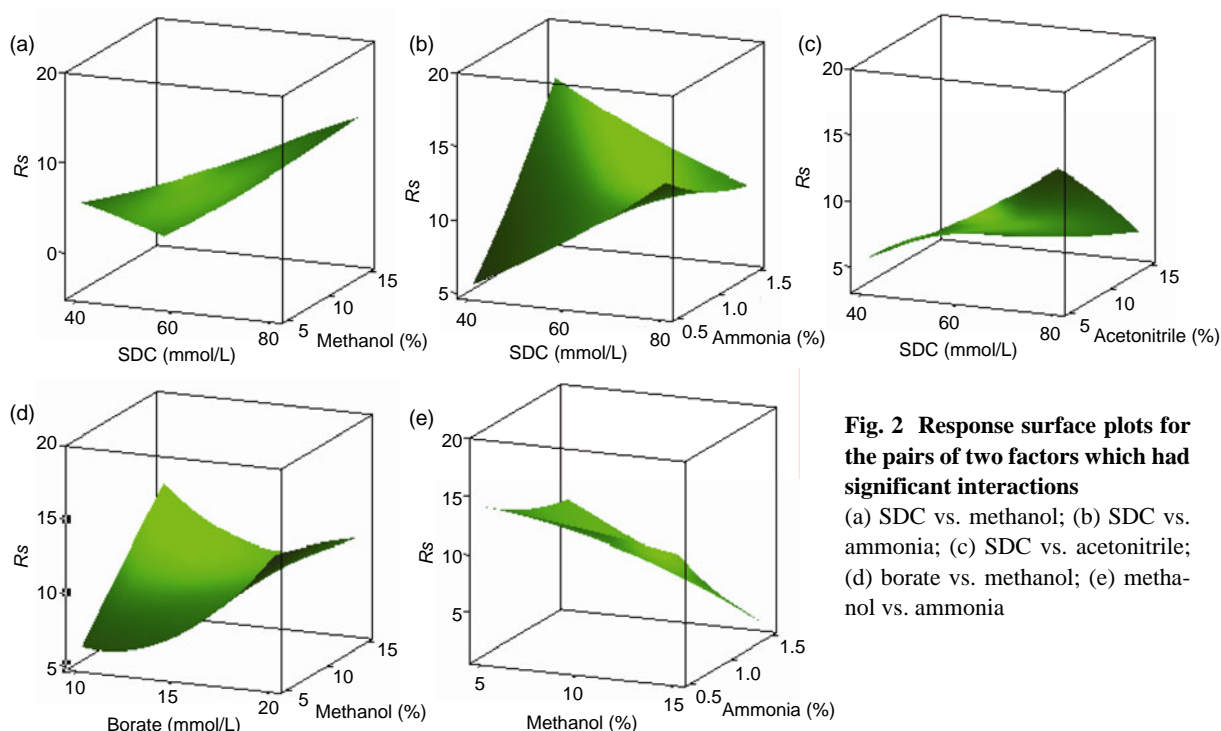 (a)
20
10
0
Rs
40
60
80
SDC (mmol/L)
5
10
15
Methanol (%)
(b)
20
15
10
5
Rs
40
60
80
SDC (mmol/L)
0.5
1.0
1.5
Ammonia (%)
(c)
20
15
10
5
Rs
40
60
80
SDC (mmol/L)
5
10
15
Acetonitrile (%)
(d)
20
15
10
5
Rs
10
15
20
Borate (mmol/L)
5
10
15
Methanol (%)
(e)
20
15
10
5
Rs
5
10
15
Methanol (%)
0.5
1.0
1.5
Ammonia (%)
Fig. 2 Response surface plots for
the pairs of two factors which had
significant interactions
(a) SDC vs. methanol; (b) SDC vs.
ammonia; (c) SDC vs. acetonitrile;
(d) borate vs. methanol; (e) metha-
nol vs. ammonia